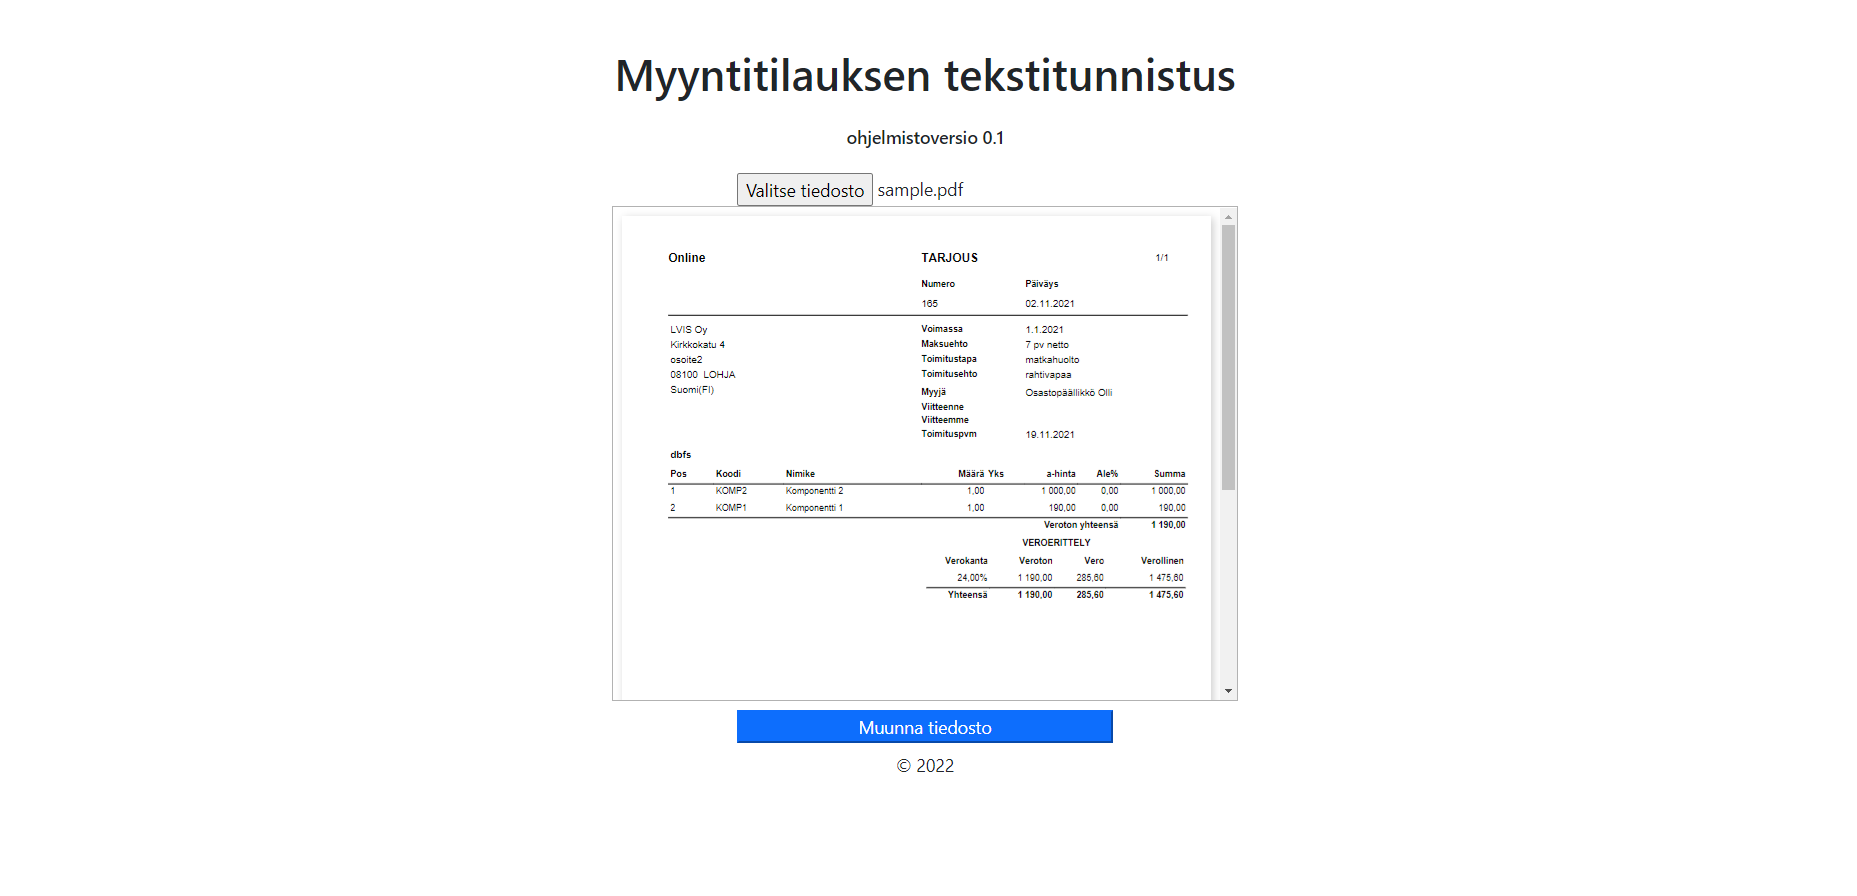 Myyntitilauksen tekstitunnistus
ohjelmistoversio 0.1
Valitse tiedosto sample.pdf
Online TARJOUS 1/1
Numero Päiväys
165 02.11.2021
LVIS Oy Voimassa 1.1.2021
Kirkkokatu 4 Maksuehto 7 pv netto
osoite2 Toimitustapa matkahuolto
08100 LOHJA Toimitusehto rahtivapaa
Suomi(FI) Myyjä Osastopäällikkö Olli
Viitteenne
Viitteemme
Toimituspvm 19.11.2021
dbfs
Pos Koodi Nimike Määrä Yks a-hinta Ale% Summa
1 KOMP2 Komponentti 2 1,00 1 000,00 0,00 1 000,00
2 KOMP1 Komponentti 1 1,00 190,00 0,00 190,00
Veroton yhteensä 1 190,00
VEROERITTELY
Verokanta Veroton Vero Verollinen
24,00% 1 190,00 285,60 1 475,60
Yhteensä 1 190,00 285,60 1 475,60
Muunna tiedosto
© 2022